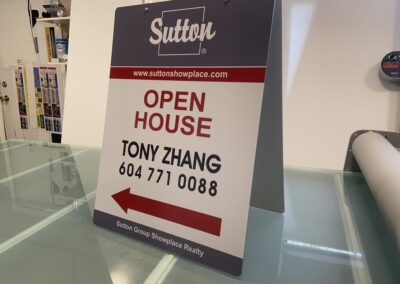 Sutton®
www.suttonshowplace.com
OPEN
HOUSE
TONY ZHANG
604 771 0088
Sutton Group Showplace Realty